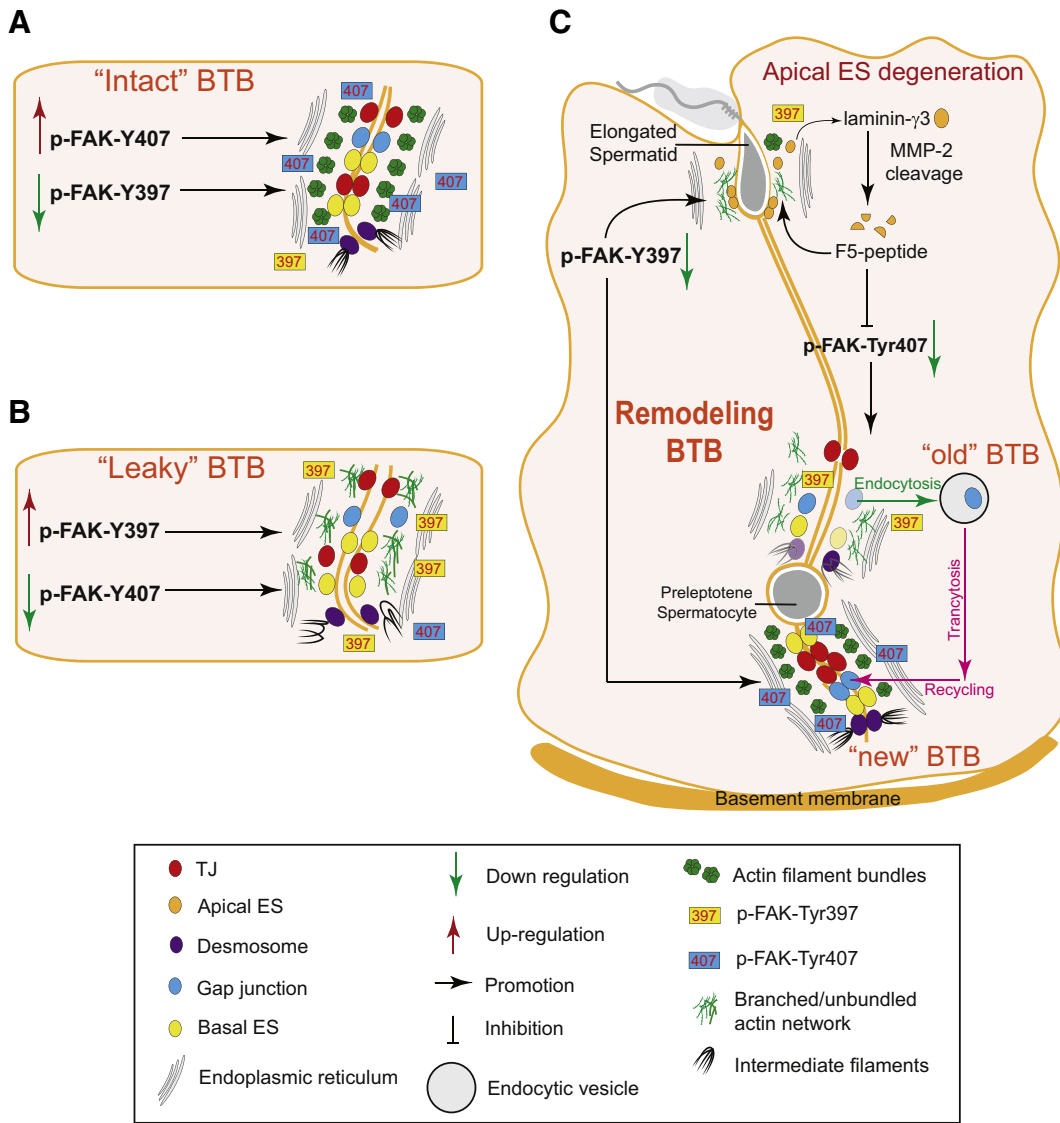 A
"Intact" BTB
407
p-FAK-Y407
407
407
p-FAK-Y397
407
407
397
B
"Leaky" BTB
397
p-FAK-Y397
397
397
p-FAK-Y407
407
397
C
Apical ES degeneration
397
laminin-γ3
Elongated
Spermatid
MMP-2
cleavage
F5-peptide
p-FAK-Y397
p-FAK-Tyr407
Remodeling
BTB
"old" BTB
397
Endocytosis
397
Preleptotene
Spermatocyte
Trancytosis
407
407
407
Recycling
407
"new" BTB
Basement membrane
TJ
Apical ES
Desmosome
Gap junction
Basal ES
Endoplasmic reticulum
Down regulation
Up-regulation
Promotion
Inhibition
Endocytic vesicle
Actin filament bundles
397
p-FAK-Tyr397
407
p-FAK-Tyr407
Branched/unbundled
actin network
Intermediate filaments